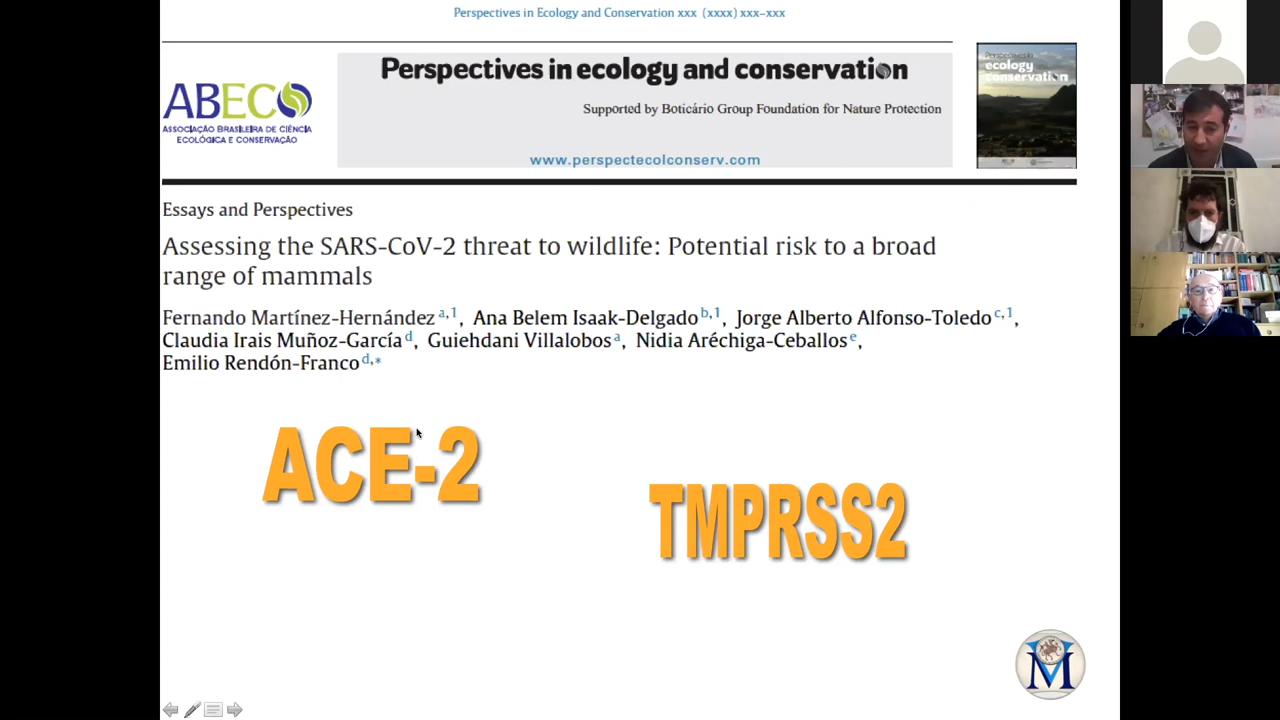 Perspectives in Ecology and Conservation xxx (xxxx) xxx–xxx
ABECO
ASSOCIAÇÃO BRASILEIRA DE CIÊNCIA
ECOLÓGICA E CONSERVAÇÃO
Perspectives in ecology and conservation
Supported by Boticário Group Foundation for Nature Protection
www.perspectecolconserv.com
Perspectives in
ecology
conservation
Essays and Perspectives
Assessing the SARS-CoV-2 threat to wildlife: Potential risk to a broad
range of mammals
Fernando Martínez-Hernández a,1, Ana Belem Isaak-Delgado b,1, Jorge Alberto Alfonso-Toledo c,1,
Claudia Irais Muñoz-García d, Guiehdani Villalobos a, Nidia Aréchiga-Ceballos e,
Emilio Rendón-Franco d,*
ACE-2
TMPRSS2
VM